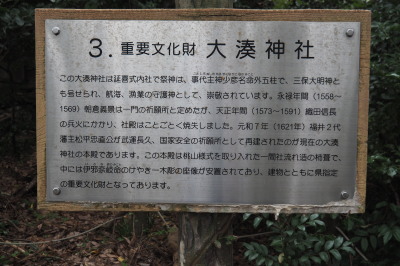 3.重要文化財 大湊神社
この大湊神社は延喜式内社で祭神は、事代主神少彦名命外五柱で、三保大明神と
も号せられ、航海、漁業の守護神として、崇敬されています。永禄年間(1558〜
1569)朝倉義景は一門の祈願所と定めたが、天正年間(1573〜1591)織田信長
の兵火にかかり、社殿はことごとく焼失しました。元和7年(1621年)福井2代
藩主松平忠直公が武運長久、国家安全の祈願所として再建されたのが現在の大湊
神社の本殿であります。この本殿は桃山様式を取り入れた一間社流れ造の柿葺で、
中には伊邪奈岐命のけやき一木彫の座像が安置されており、建物とともに県指定
の重要文化財となっております。